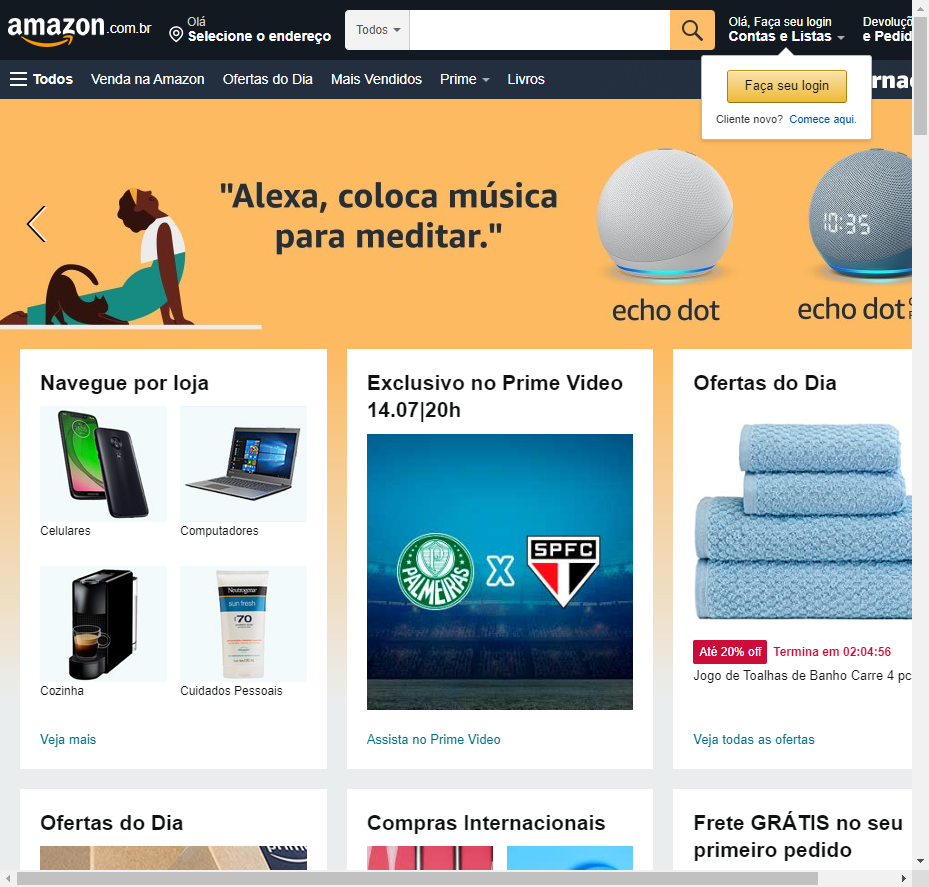 amazon.com.br
Olá
Selecione o endereço
Todos
Olá, Faça seu login
Contas e Listas
Devoluçõ
e Pedid
Todos
Venda na Amazon
Ofertas do Dia
Mais Vendidos
Prime
Livros
Faça seu login
Cliente novo? Comece aqui.
"Alexa, coloca música
para meditar."
10:35
echo dot
echo dot
Navegue por loja
Celulares
Computadores
Neutrogena
sun fresh
70
Cozinha
Cuidados Pessoais
Veja mais
Exclusivo no Prime Video
14.07|20h
PALMEIRAS
X
SPFC
Assista no Prime Video
Ofertas do Dia
Até 20% off
Termina em 02:04:56
Jogo de Toalhas de Banho Carre 4 pc
Veja todas as ofertas
Ofertas do Dia
Compras Internacionais
Frete GRÁTIS no seu
primeiro pedido